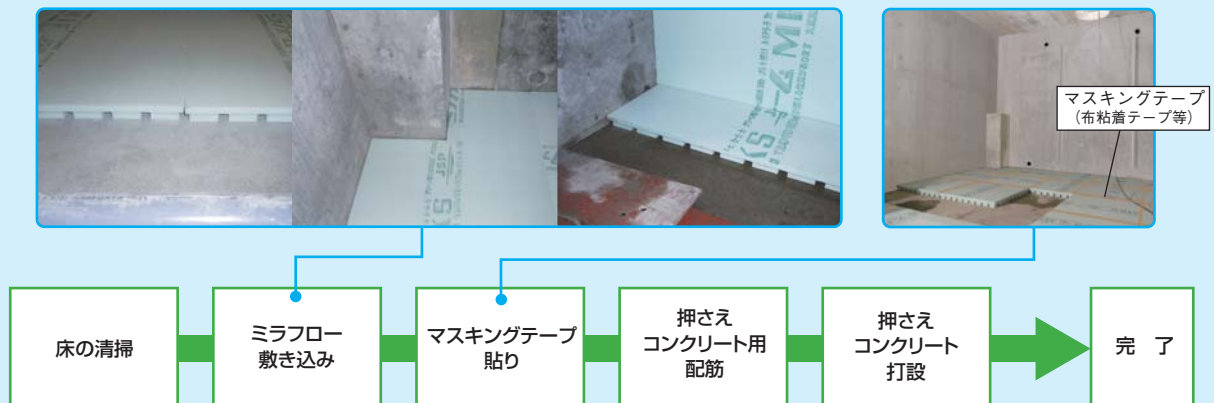 マスキングテープ
（布粘着テープ等）
床の清掃
ミラフロー
敷き込み
マスキングテープ
貼り
押さえ
コンクリート用
配筋
押さえ
コンクリート
打設
完 了